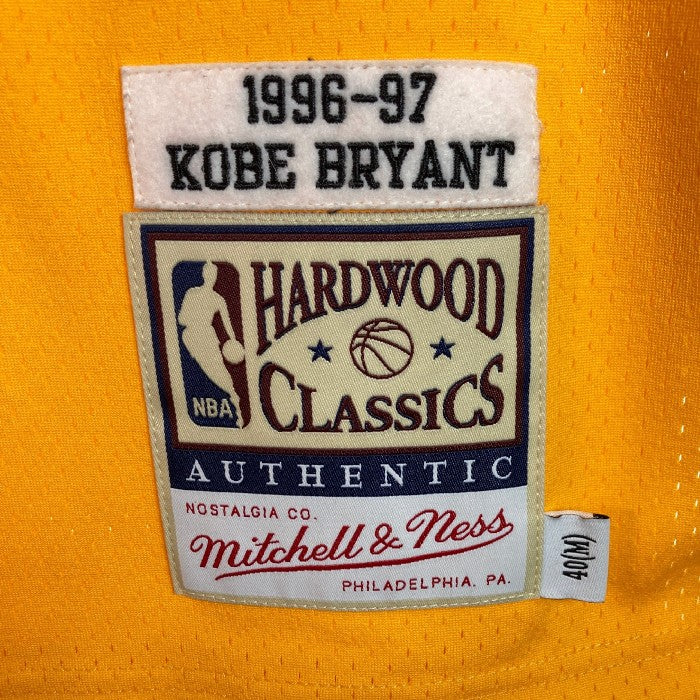 1996-97
KOBE BRYANT
HARDWOOD
CLASSICS
NBA
AUTHENTIC
NOSTALGIA CO.
Mitchell & Ness
PHILADELPHIA, PA.
40(M)